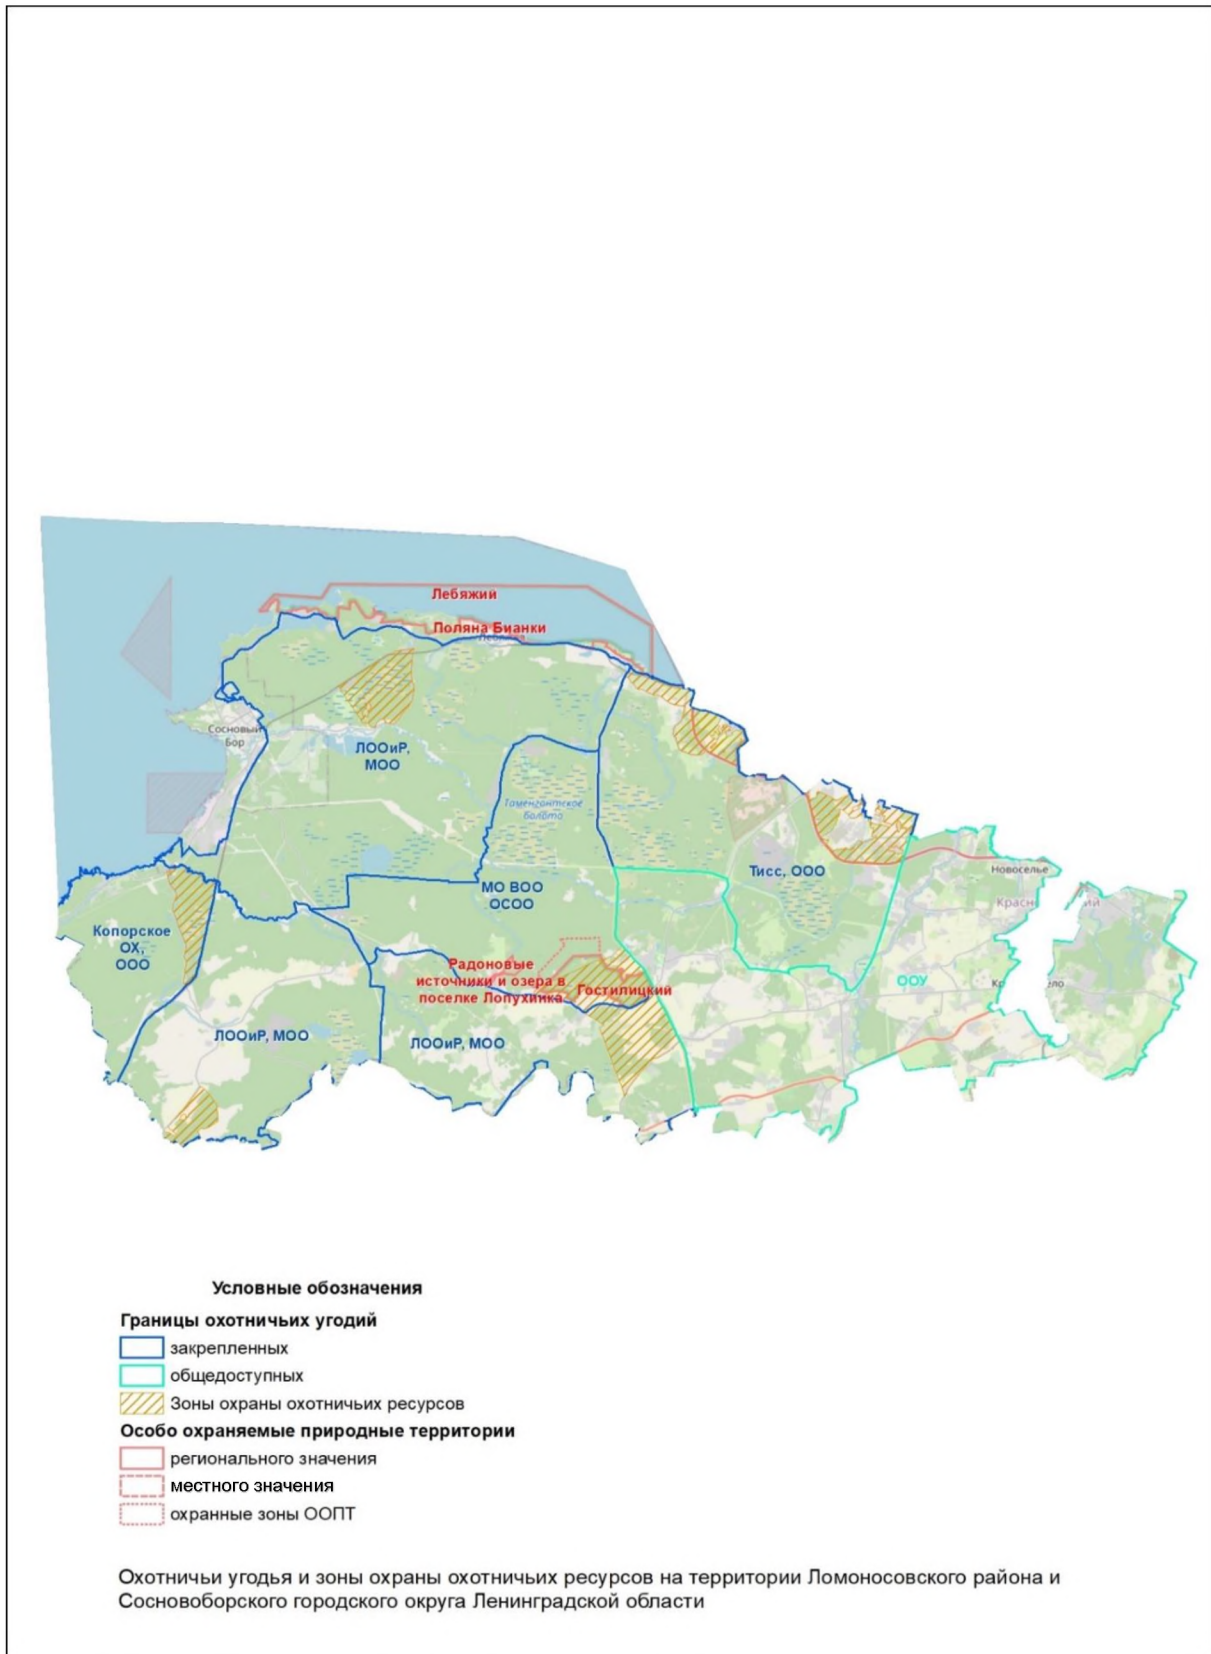 Лебяжий
Поляна Бианки
Сосновый
Бор
ЛООиР,
МОО
Таменгонтское
болото
Тисс, ООО
Новоселье
МО ВОО
ОСОО
Копорское
ОХ,
ООО
Радоновые
источники и озера в
поселке Лопухинка
Гостилицкий
ООУ
ЛООиР, МОО
ЛООиР, МОО
Условные обозначения
Границы охотничьих угодий
закрепленных
общедоступных
Зоны охраны охотничьих ресурсов
Особо охраняемые природные территории
регионального значения
местного значения
охранные зоны ООПТ
Охотничьи угодья и зоны охраны охотничьих ресурсов на территории Ломоносовского района и
Сосновоборского городского округа Ленинградской области